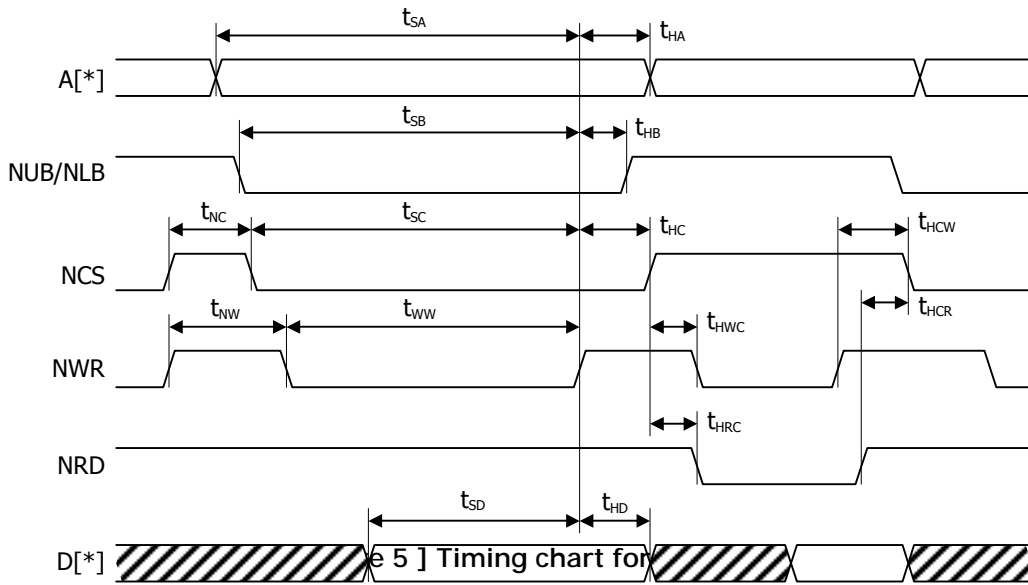 tSA
tHA
A[*]
tSB
tHB
NUB/NLB
tNC
tSC
tHC
tHCW
NCS
tNW
tWW
tHWC
tHCR
NWR
tHRC
NRD
tSD
tHD
D[*]
e 5 ] Timing chart for